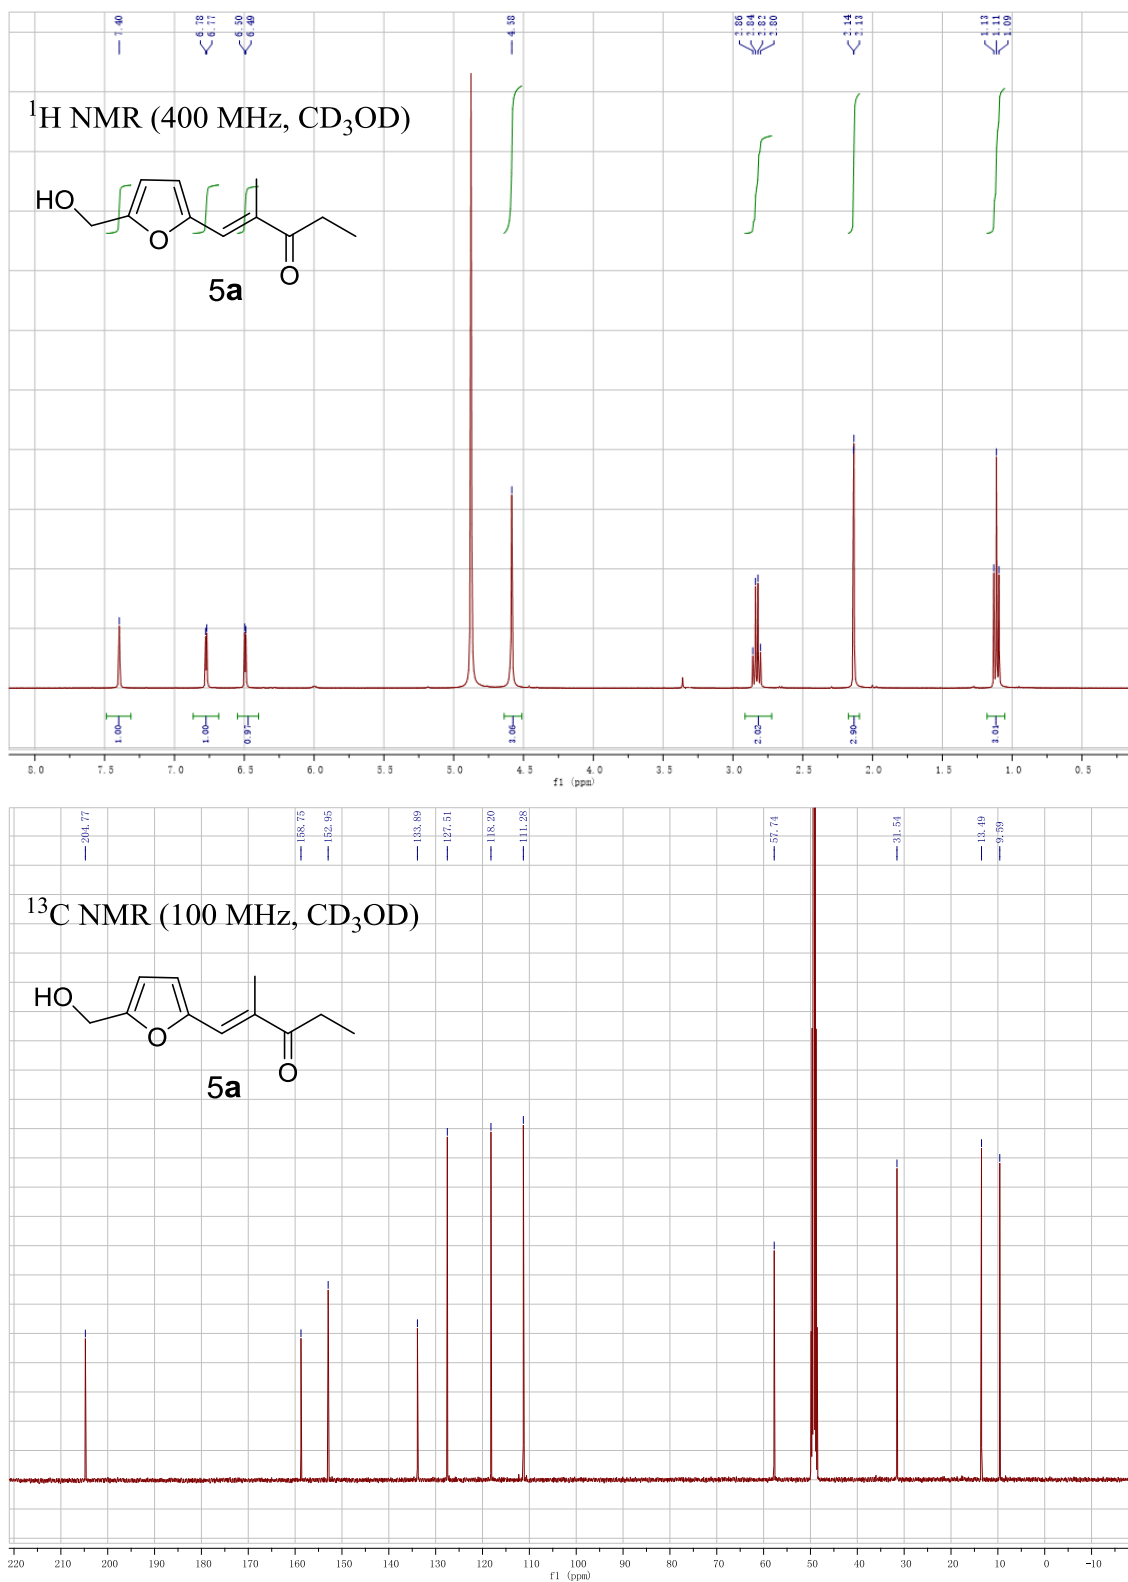 7.40 6.78 6.77 6.50 6.49 4.58 2.86 2.84 2.82 2.80 2.14 2.13 1.13 1.11 1.09
¹H NMR (400 MHz, CD₃OD)
HO
O
O
5a
1.00 1.00 0.97 3.06 2.02 2.90 3.01
8.0 7.5 7.0 6.5 6.0 5.5 5.0 4.5 4.0 3.5 3.0 2.5 2.0 1.5 1.0 0.5
f1 (ppm)
204.77 158.75 152.95 133.89 127.51 118.20 111.28 57.74 31.54 13.49 9.59
¹³C NMR (100 MHz, CD₃OD)
HO
O
O
5a
220 210 200 190 180 170 160 150 140 130 120 110 100 90 80 70 60 50 40 30 20 10 0 -10
f1 (ppm)